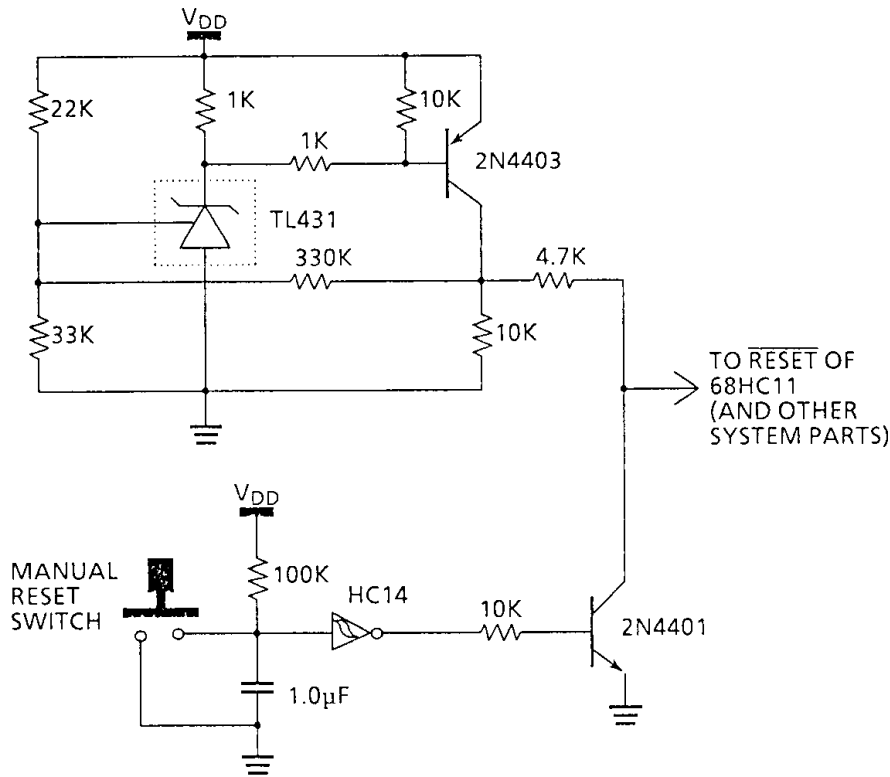 VDD
22K
1K
10K
1K
2N4403
TL431
330K
4.7K
33K
10K
TO RESET OF
68HC11
(AND OTHER
SYSTEM PARTS)
VDD
MANUAL
RESET
SWITCH
100K
HC14
10K
2N4401
1.0µF